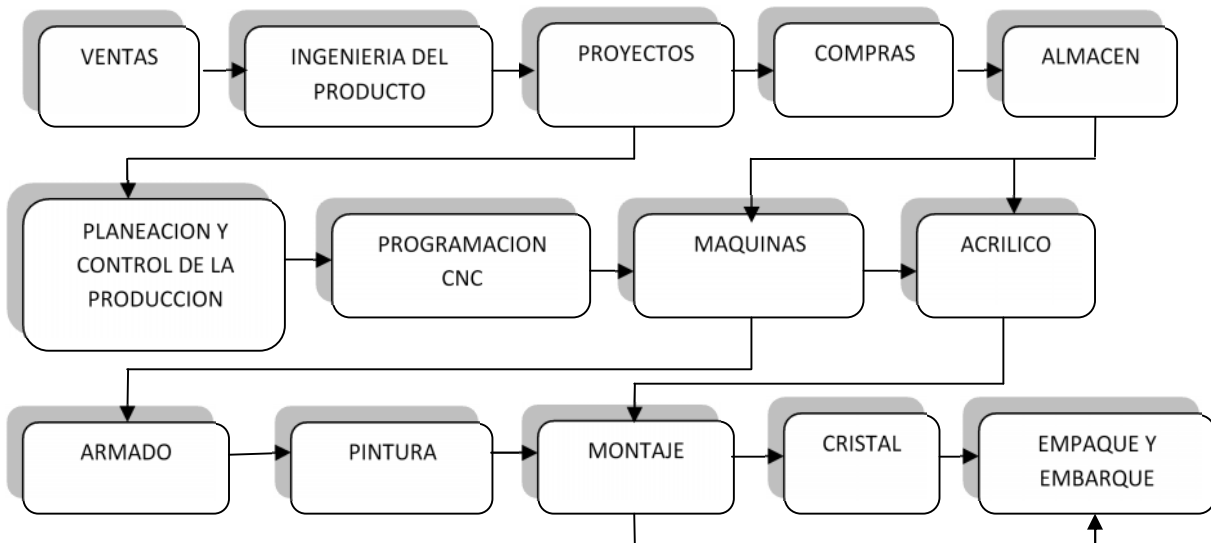 VENTAS
INGENIERIA DEL
PRODUCTO
PROYECTOS
COMPRAS
ALMACEN
PLANEACION Y
CONTROL DE LA
PRODUCCION
PROGRAMACION
CNC
MAQUINAS
ACRILICO
ARMADO
PINTURA
MONTAJE
CRISTAL
EMPAQUE Y
EMBARQUE